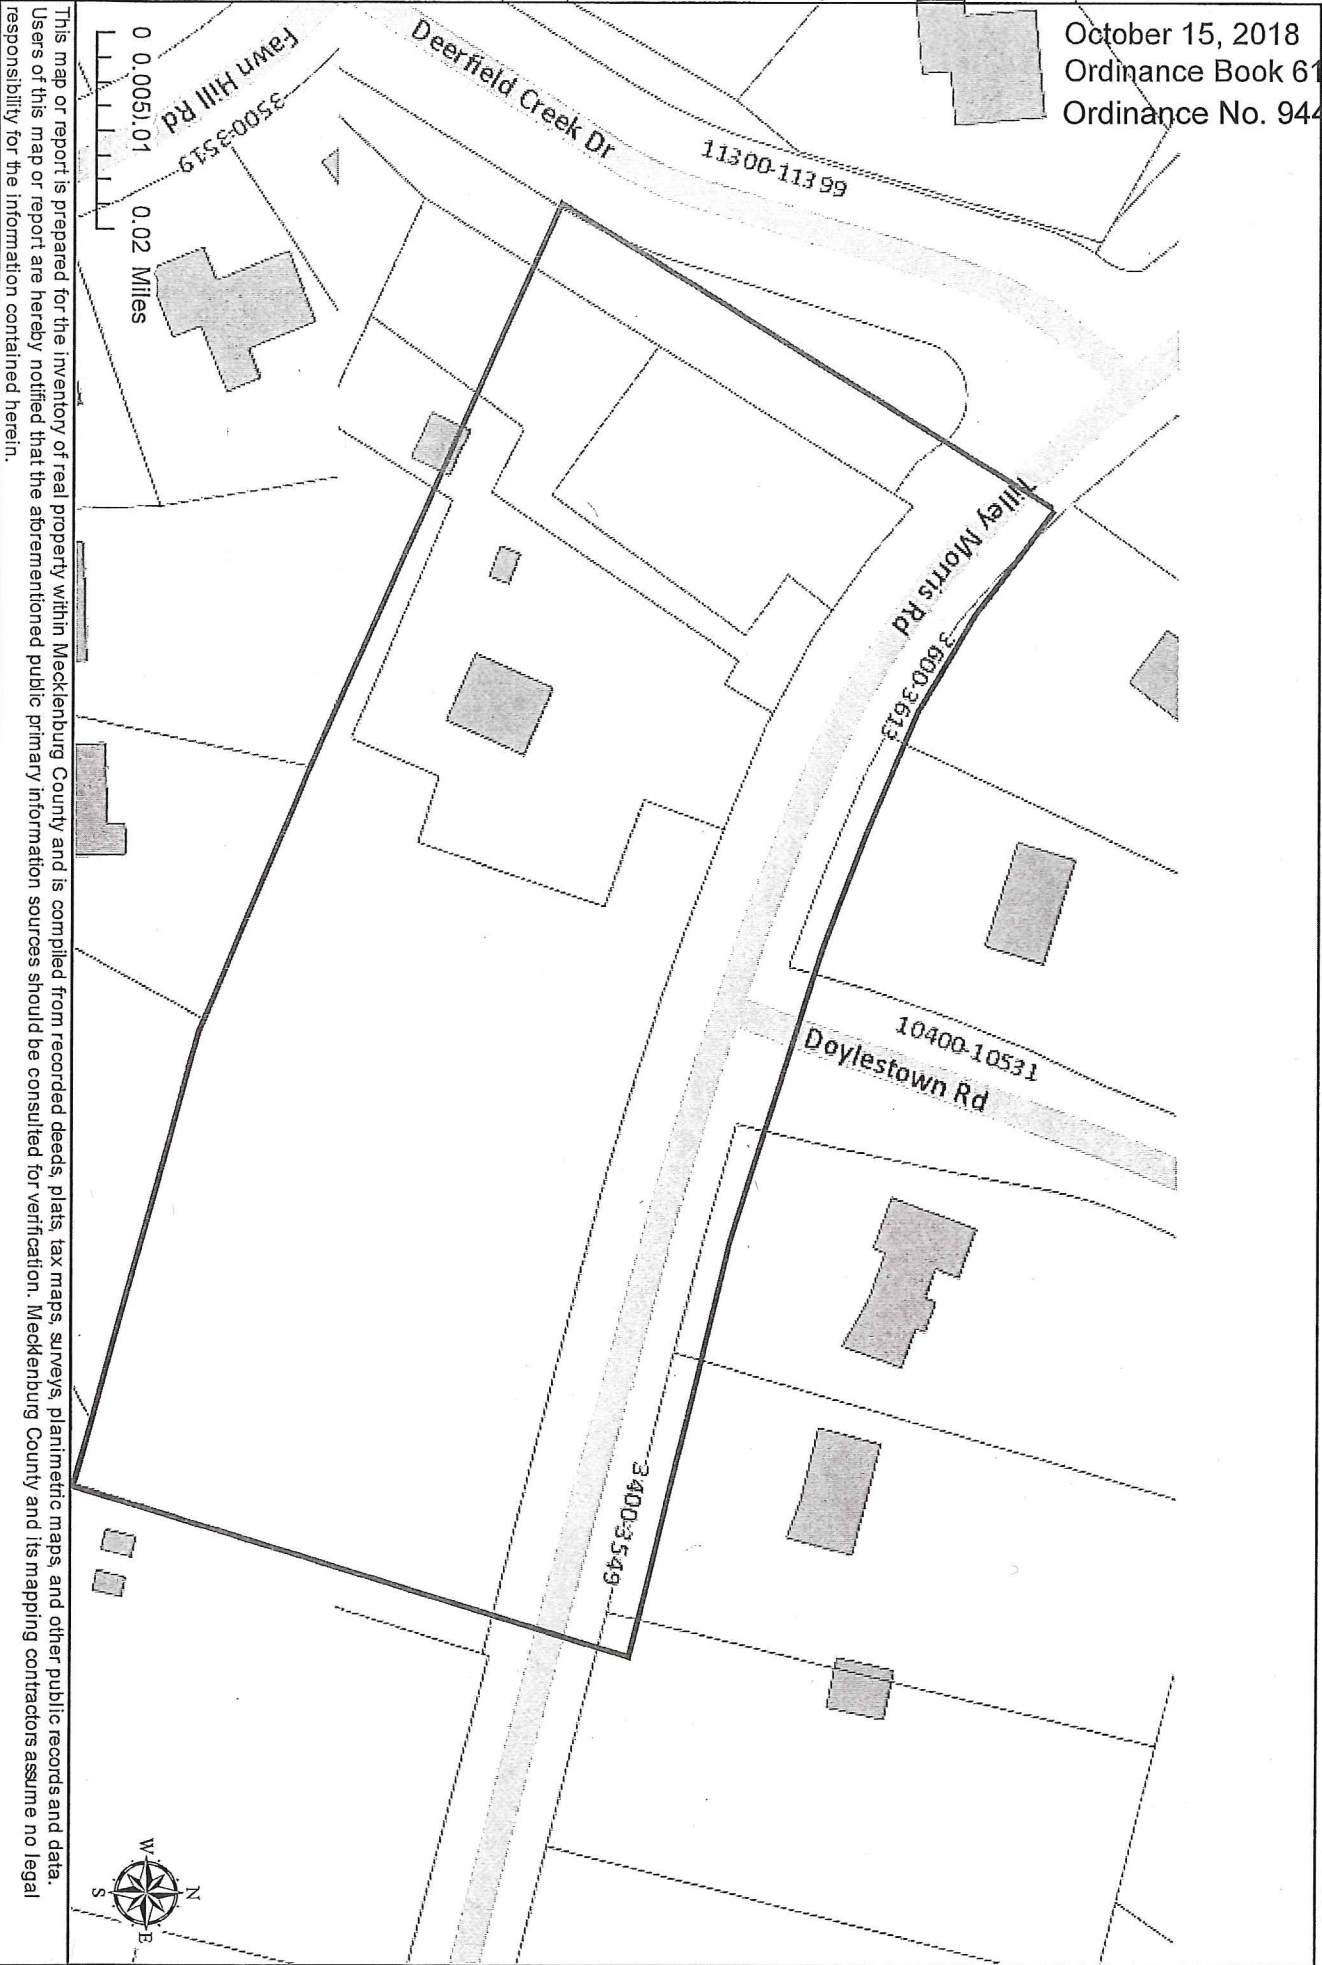 October 15, 2018
Ordinance Book 61
Ordinance No. 944
Deerfield Creek Dr
11300-11399
Fawn Hill Rd
3500-3519
Tilley Morris Rd
3600-3613
10400-10531
Doylestown Rd
3400-3549
0 0.005 0.01 0.02 Miles
N
W
E
S
This map or report is prepared for the inventory of real property within Mecklenburg County and is compiled from recorded deeds, plats, tax maps, surveys, planimetric maps, and other public records and data.
Users of this map or report are hereby notified that the aforementioned public primary information sources should be consulted for verification. Mecklenburg County and its mapping contractors assume no legal
responsibility for the information contained herein.